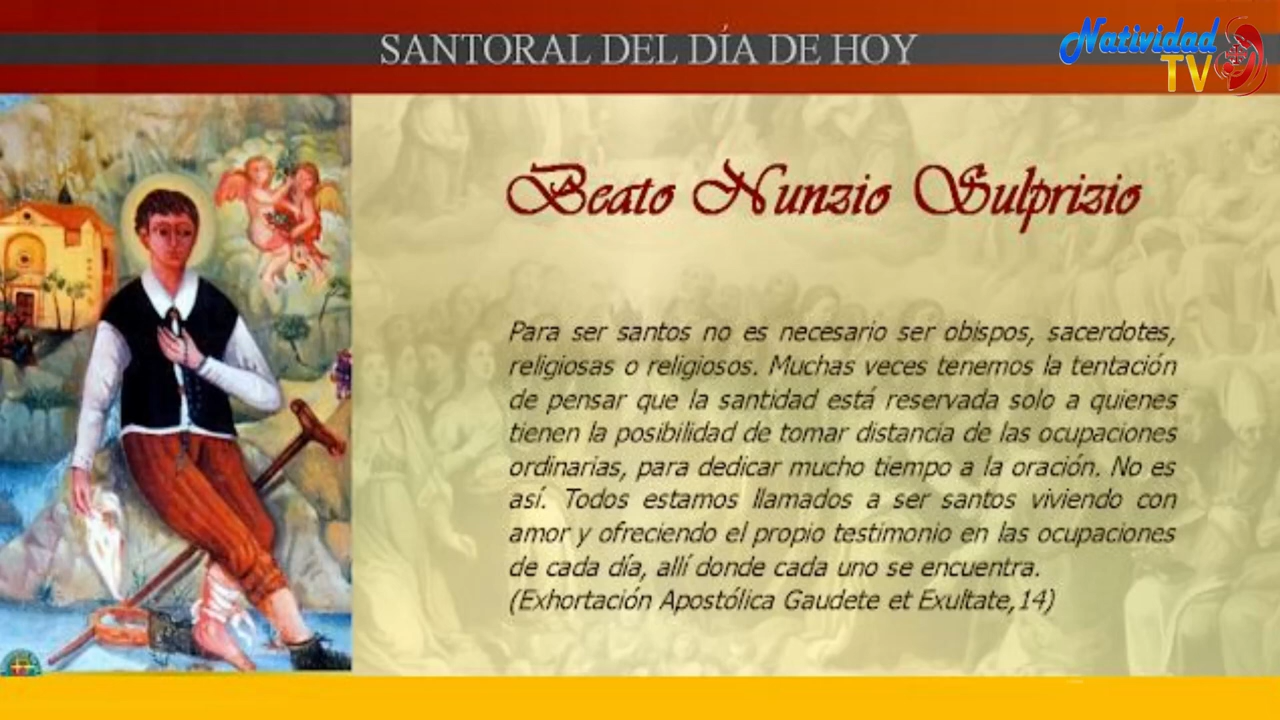 SANTORAL DEL DÍA DE HOY
Natividad
TV
Beato Nunzio Sulprizio
Para ser santos no es necesario ser obispos, sacerdotes,
religiosas o religiosos. Muchas veces tenemos la tentación
de pensar que la santidad está reservada solo a quienes
tienen la posibilidad de tomar distancia de las ocupaciones
ordinarias, para dedicar mucho tiempo a la oración. No es
así. Todos estamos llamados a ser santos viviendo con
amor y ofreciendo el propio testimonio en las ocupaciones
de cada día, allí donde cada uno se encuentra.
(Exhortación Apostólica Gaudete et Exultate,14)